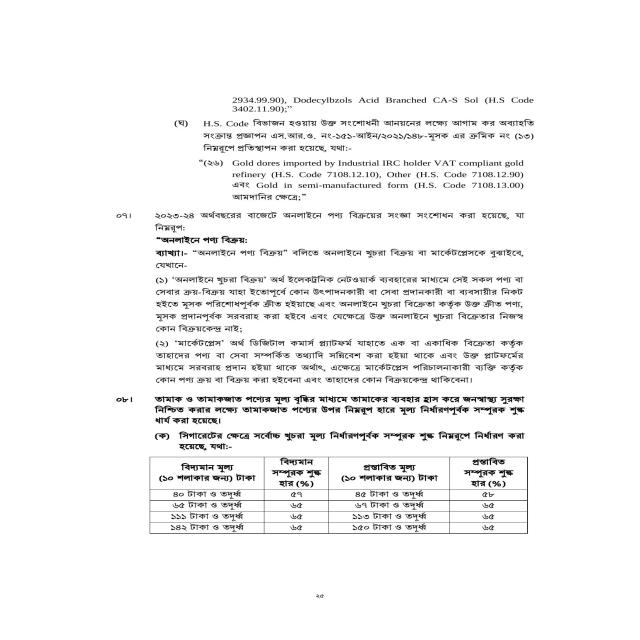 2934.99.90), Dodecylbzols Acid Branched CA-S Sol (H.S Code
3402.11.90);"
(ঘ) H.S. Code বিভাজন হওয়ায় উক্ত সংশোধনী আনয়নের লক্ষ্যে আগাম কর অব্যাহতি
সংক্রান্ত প্রজ্ঞাপন এস.আর.ও. নং-১৫১-আইন/২০২১/১৪৮-মূসক এর ক্রমিক নং (১৩)
নিম্নরূপে প্রতিস্থাপন করা হয়েছে, যথা:-
"(২৬) Gold dores imported by Industrial IRC holder VAT compliant gold
refinery (H.S. Code 7108.12.10), Other (H.S. Code 7108.12.90)
এবং Gold in semi-manufactured form (H.S. Code 7108.13.00)
আমদানির ক্ষেত্রে;"
০৭। ২০২৩-২৪ অর্থবছরের বাজেটে অনলাইনে পণ্য বিক্রয়ের সংজ্ঞা সংশোধন করা হয়েছে, যা
নিম্নরূপ:
"অনলাইনে পণ্য বিক্রয়:
ব্যাখ্যা।- "অনলাইনে পণ্য বিক্রয়" বলিতে অনলাইনে খুচরা বিক্রয় বা মার্কেটপ্লেসকে বুঝাইবে,
যেখানে-
(১) 'অনলাইনে খুচরা বিক্রয়' অর্থ ইলেকট্রনিক নেটওয়ার্ক ব্যবহারের মাধ্যমে সেই সকল পণ্য বা
সেবার ক্রয়-বিক্রয় যাহা ইতোপূর্বে কোন উৎপাদনকারী বা সেবা প্রদানকারী বা ব্যবসায়ীর নিকট
হইতে মূসক পরিশোধপূর্বক ক্রীত হইয়াছে এবং অনলাইনে খুচরা বিক্রেতা কর্তৃক উক্ত ক্রীত পণ্য,
মূসক প্রদানপূর্বক সরবরাহ করা হইবে এবং যেক্ষেত্রে উক্ত অনলাইনে খুচরা বিক্রেতার নিজস্ব
কোন বিক্রয়কেন্দ্র নাই;
(২) 'মার্কেটপ্লেস' অর্থ ডিজিটাল কমার্স প্ল্যাটফর্ম যাহাতে এক বা একাধিক বিক্রেতা কর্তৃক
তাহাদের পণ্য বা সেবা সম্পর্কিত তথ্যাদি সন্নিবেশ করা হইয়া থাকে এবং উক্ত প্লাটফর্মের
মাধ্যমে সরবরাহ প্রদান হইয়া থাকে অর্থাৎ, এক্ষেত্রে মার্কেটপ্লেস পরিচালনাকারী ব্যক্তি কর্তৃক
কোন পণ্য ক্রয় বা বিক্রয় করা হইবেনা এবং তাহাদের কোন বিক্রয়কেন্দ্র থাকিবেনা।
০৮। তামাক ও তামাকজাত পণ্যের মূল্য বৃদ্ধির মাধ্যমে তামাকের ব্যবহার হ্রাস করে জনস্বাস্থ্য সুরক্ষা
নিশ্চিত করার লক্ষ্যে তামাকজাত পণ্যের উপর নিম্নরূপ হারে মূল্য নির্ধারণপূর্বক সম্পূরক শুল্ক
ধার্য করা হয়েছে।
(ক) সিগারেটের ক্ষেত্রে সর্বোচ্চ খুচরা মূল্য নির্ধারণপূর্বক সম্পূরক শুল্ক নিম্নরূপে নির্ধারণ করা
হয়েছে, যথা:-
বিদ্যমান মূল্য (১০ শলাকার জন্য) টাকা বিদ্যমান সম্পূরক শুল্ক হার (%) প্রস্তাবিত মূল্য (১০ শলাকার জন্য) টাকা প্রস্তাবিত সম্পূরক শুল্ক হার (%)
৪০ টাকা ও তদূর্ধ্ব ৫৭ ৪৫ টাকা ও তদূর্ধ্ব ৫৮
৬৫ টাকা ও তদূর্ধ্ব ৬৫ ৬৭ টাকা ও তদূর্ধ্ব ৬৫
১১১ টাকা ও তদূর্ধ্ব ৬৫ ১১৩ টাকা ও তদূর্ধ্ব ৬৫
১৪২ টাকা ও তদূর্ধ্ব ৬৫ ১৫০ টাকা ও তদূর্ধ্ব ৬৫
২৫